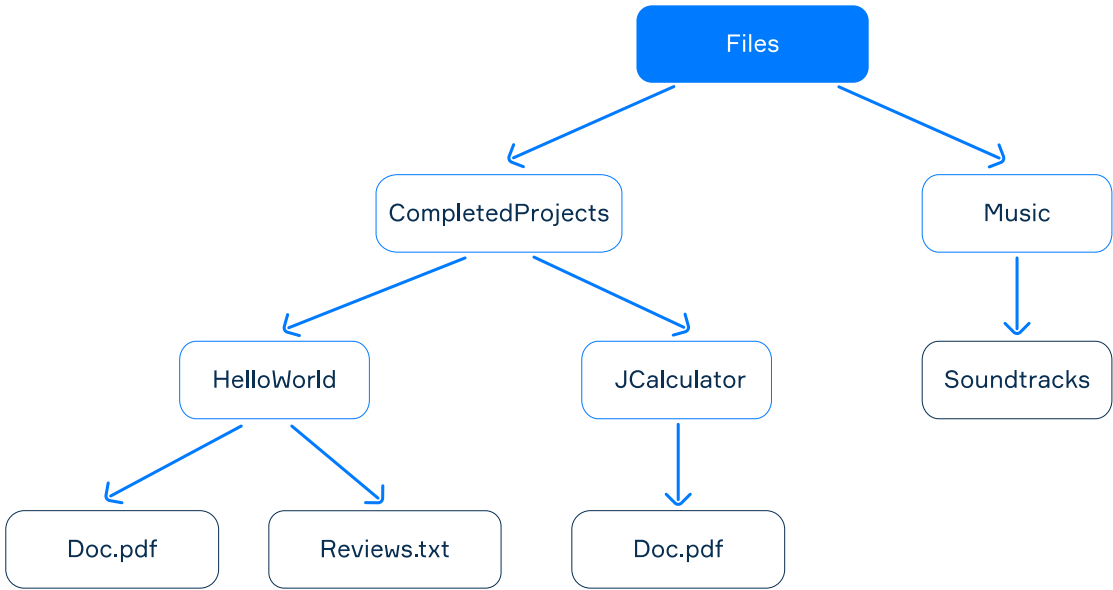 Files
CompletedProjects
Music
HelloWorld
JCalculator
Soundtracks
Doc.pdf
Reviews.txt
Doc.pdf